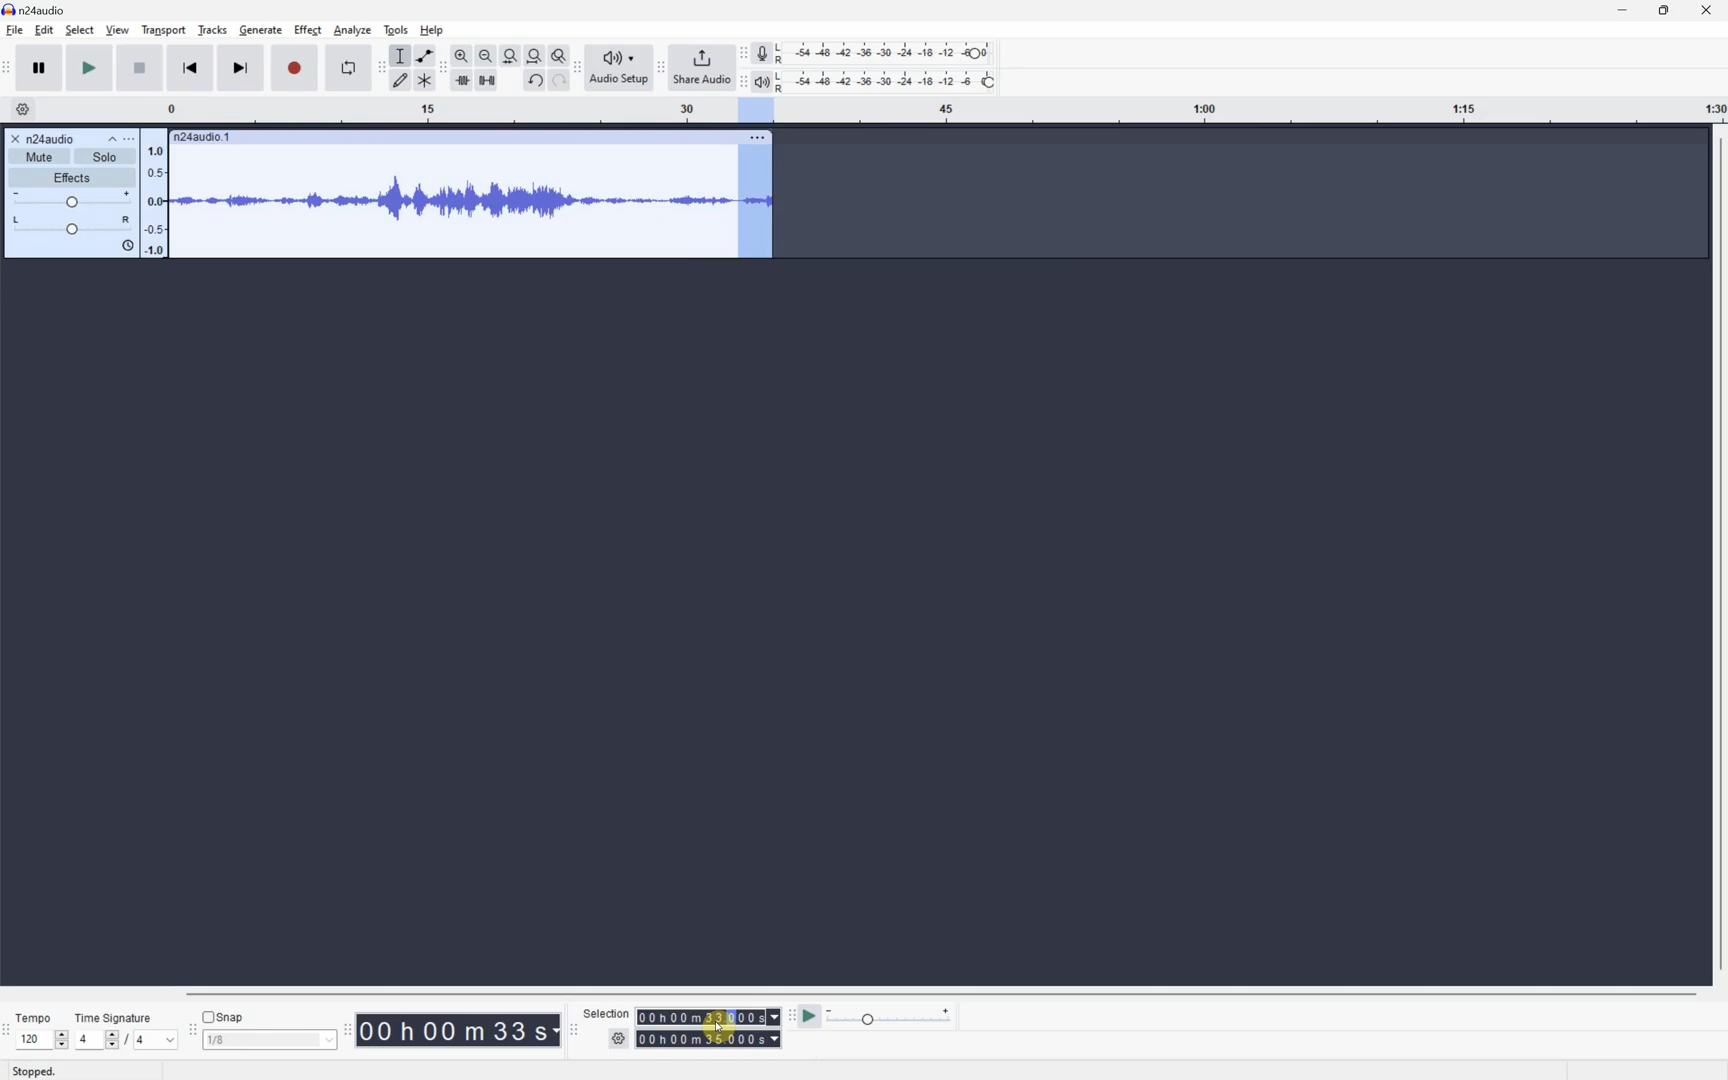 n24audio
File Edit Select View Transport Tracks Generate Effect Analyze Tools Help
Audio Setup
Share Audio
L R -54 -48 -42 -36 -30 -24 -18 -12 -6 0
L R -54 -48 -42 -36 -30 -24 -18 -12 -6
0 15 30 45 1:00 1:15 1:30
n24audio
n24audio.1
Mute Solo
Effects
- +
L R
1.0
0.5
0.0
-0.5
-1.0
Tempo
120
Time Signature
4 / 4
Snap
1/8
00 h 00 m 33 s
Selection
00 h 00 m 33.000 s
00 h 00 m 35.000 s
- +
Stopped.